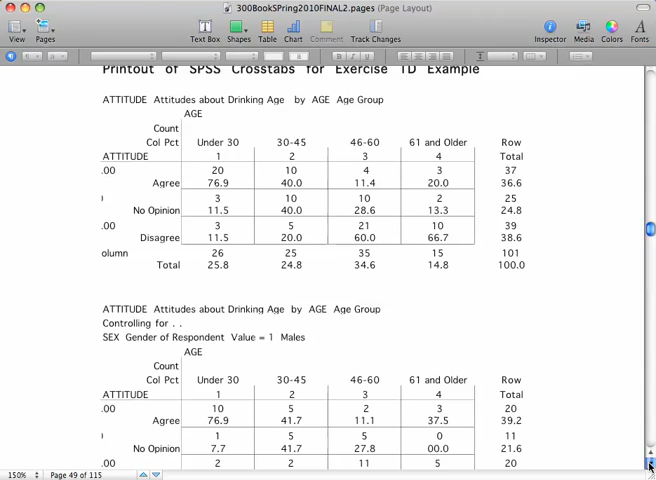 300BookSPring2010FINAL2.pages (Page Layout)
View Pages Text Box Shapes Table Chart Comment Track Changes Inspector Media Colors Fonts
Printout of SPSS Crosstabs for Exercise 1D Example
ATTITUDE Attitudes about Drinking Age by AGE Age Group
AGE
Count
Col Pct Under 30 30-45 46-60 61 and Older Row
ATTITUDE 1 2 3 4 Total
.00 20 10 4 3 37
Agree 76.9 40.0 11.4 20.0 36.6
3 10 10 2 25
No Opinion 11.5 40.0 28.6 13.3 24.8
.00 3 5 21 10 39
Disagree 11.5 20.0 60.0 66.7 38.6
olumn 26 25 35 15 101
Total 25.8 24.8 34.6 14.8 100.0
ATTITUDE Attitudes about Drinking Age by AGE Age Group
Controlling for . .
SEX Gender of Respondent Value = 1 Males
AGE
Count
Col Pct Under 30 30-45 46-60 61 and Older Row
ATTITUDE 1 2 3 4 Total
.00 10 5 2 3 20
Agree 76.9 41.7 11.1 37.5 39.2
1 5 5 0 11
No Opinion 7.7 41.7 27.8 00.0 21.6
.00 2 2 11 5 20
150% Page 49 of 115